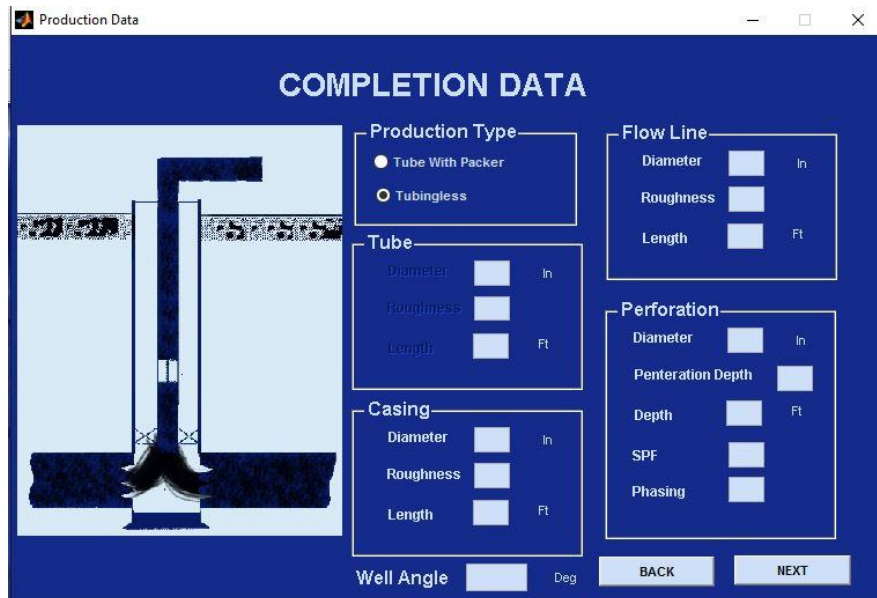 Production Data
COMPLETION DATA
Production Type
Tube With Packer
Tubingless
Tube
Diameter In
Roughness
Length Ft
Casing
Diameter In
Roughness
Length Ft
Well Angle Deg
Flow Line
Diameter In
Roughness
Length Ft
Perforation
Diameter In
Penteration Depth
Depth Ft
SPF
Phasing
BACK
NEXT